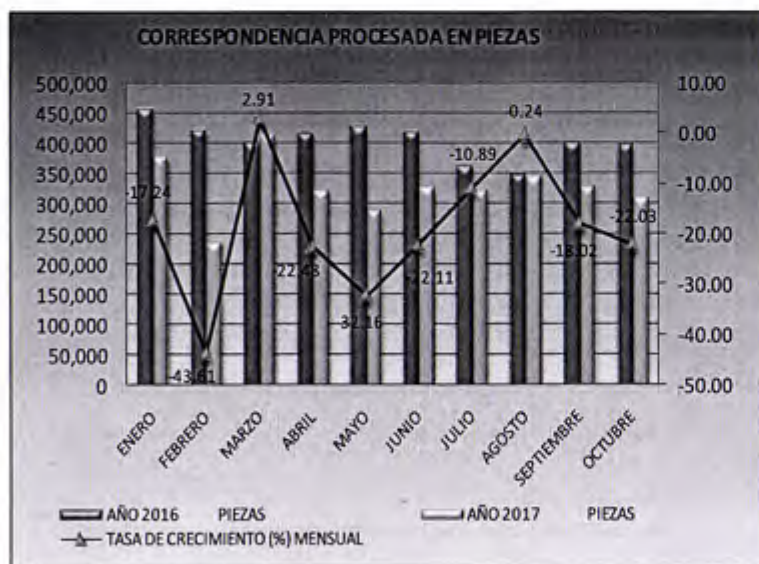 CORRESPONDENCIA PROCESADA EN PIEZAS
500,000
450,000
400,000
350,000
300,000
250,000
200,000
150,000
100,000
50,000
0
10.00
0.00
-10.00
-20.00
-30.00
-40.00
-50.00
-17.24
-43.61
2.91
-22.43
-32.16
-22.11
-10.89
-0.24
-18.02
-22.03
ENERO
FEBRERO
MARZO
ABRIL
MAYO
JUNIO
JULIO
AGOSTO
SEPTIEMBRE
OCTUBRE
AÑO 2016 PIEZAS
AÑO 2017 PIEZAS
TASA DE CRECIMIENTO (%) MENSUAL